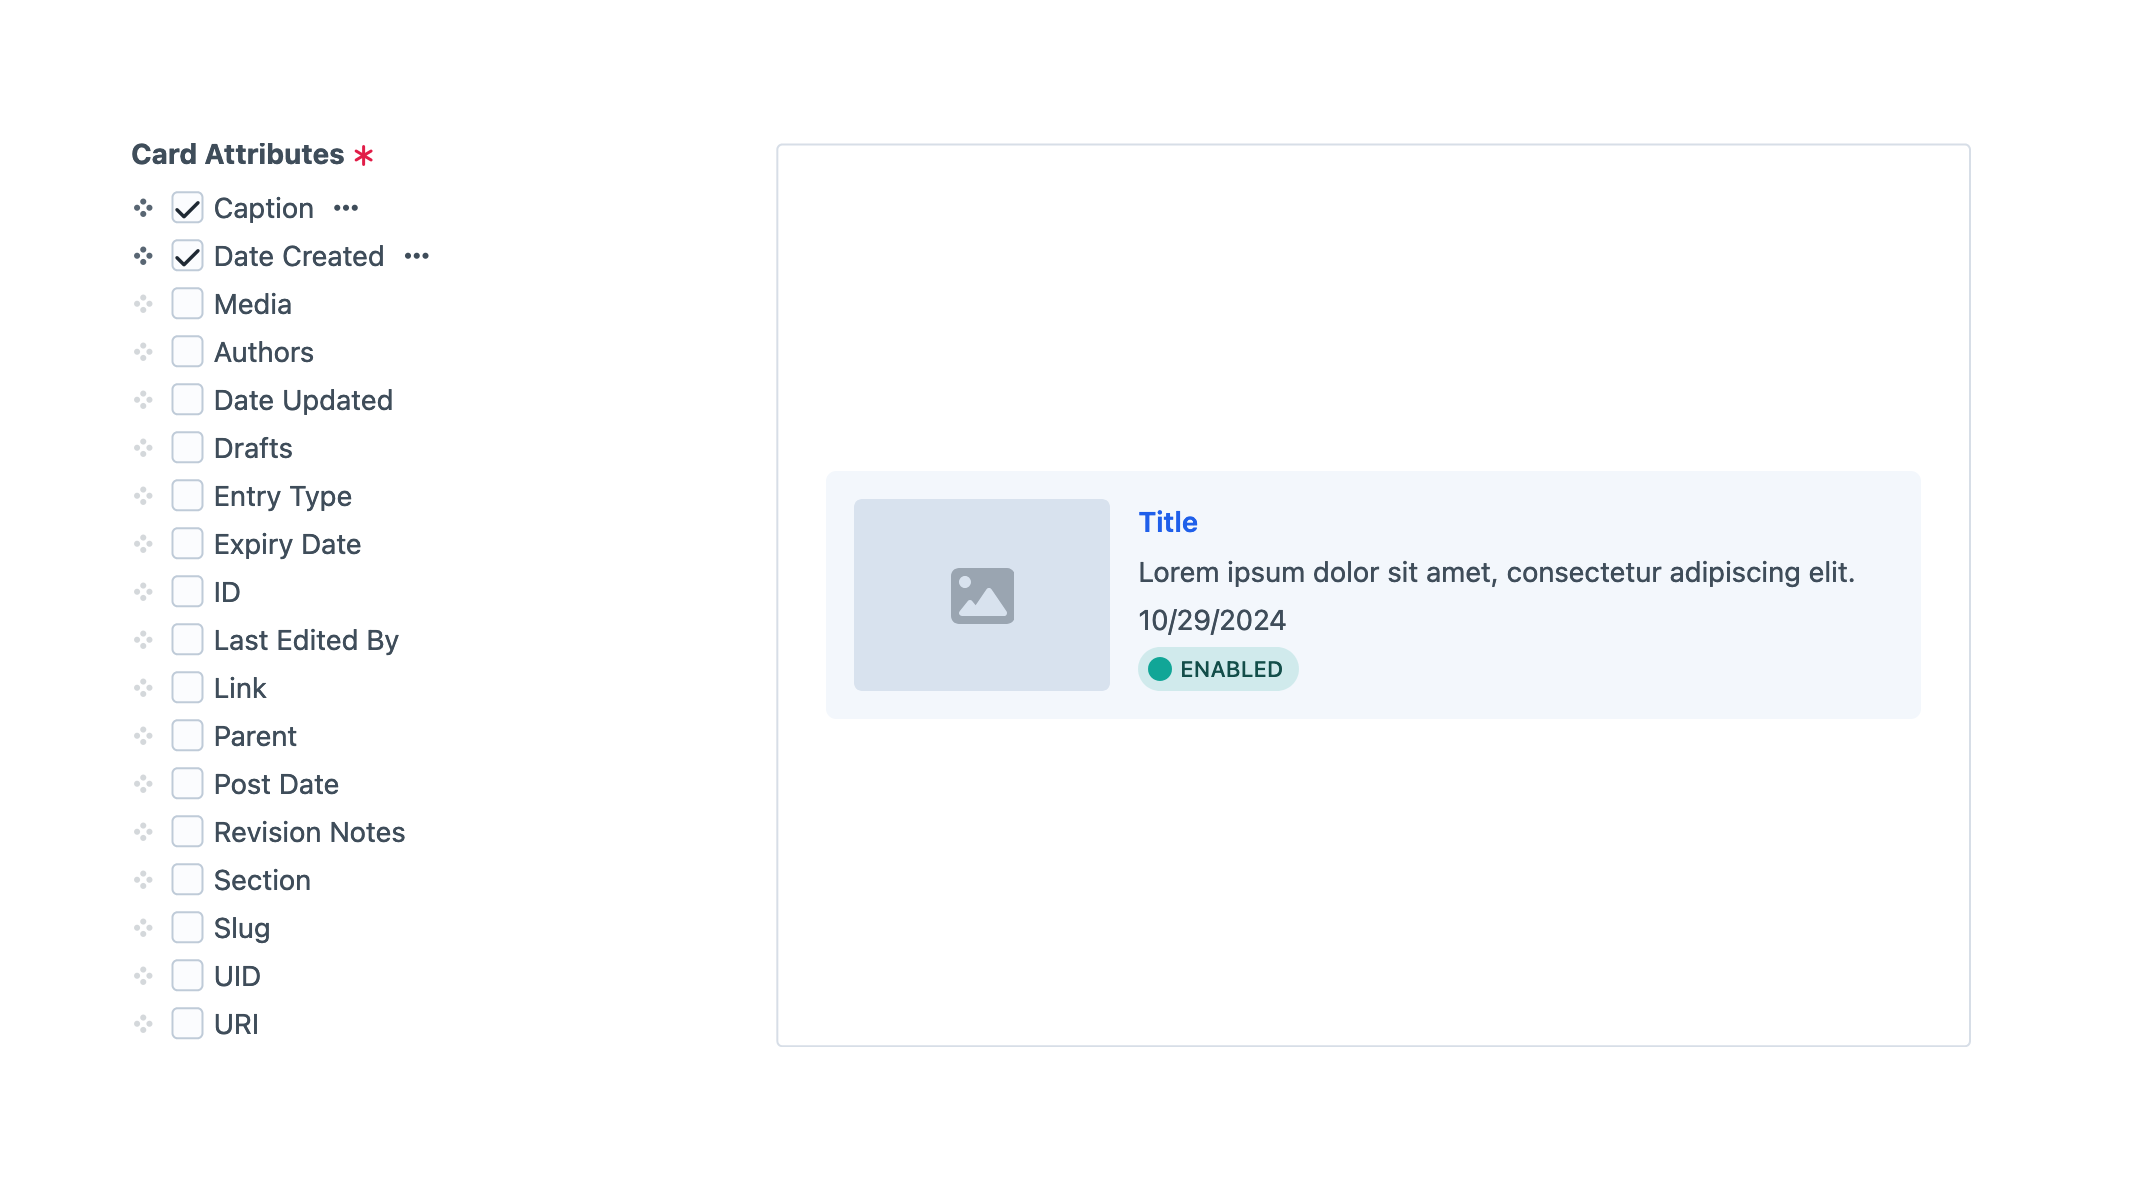 Card Attributes *
Caption
Date Created
Media
Authors
Date Updated
Drafts
Entry Type
Expiry Date
ID
Last Edited By
Link
Parent
Post Date
Revision Notes
Section
Slug
UID
URI
Title
Lorem ipsum dolor sit amet, consectetur adipiscing elit.
10/29/2024
ENABLED